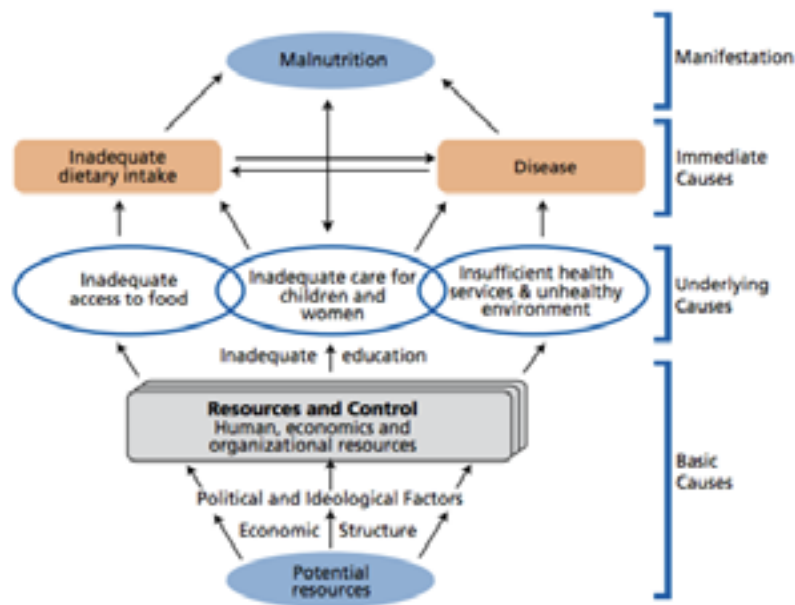 Malnutrition
Manifestation
Inadequate
dietary intake
Disease
Immediate
Causes
Inadequate
access to food
Inadequate care for
children and
women
Insufficient health
services & unhealthy
environment
Underlying
Causes
Inadequate education
Resources and Control
Human, economics and
organizational resources
Political and Ideological Factors
Economic Structure
Basic
Causes
Potential
resources